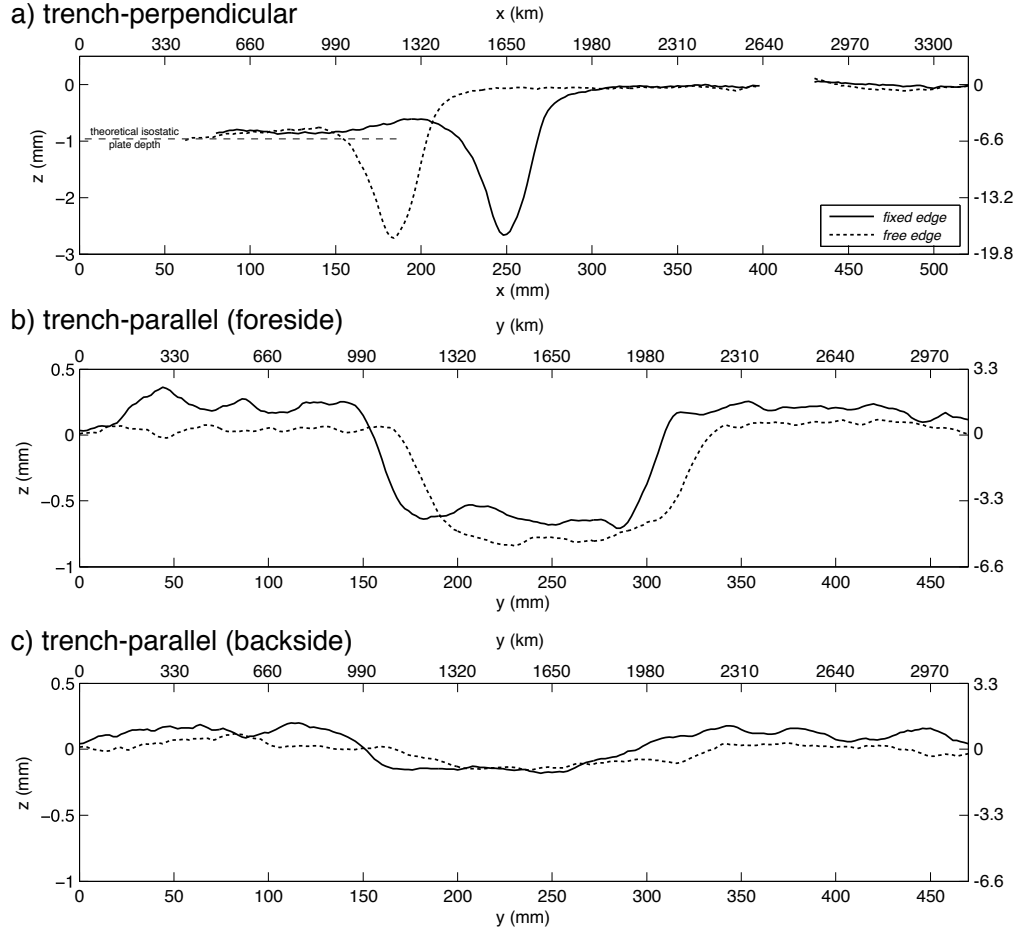 a) trench-perpendicular
x (km)
0 330 660 990 1320 1650 1980 2310 2640 2970 3300
0 0
theoretical isostatic
−1 -6.6
plate depth
z (mm)
−2 -13.2
fixed edge
free edge
−3 -19.8
0 50 100 150 200 250 300 350 400 450 500
x (mm)
b) trench-parallel (foreside)
y (km)
0 330 660 990 1320 1650 1980 2310 2640 2970
0.5 3.3
0 0
z (mm)
−0.5 -3.3
−1 -6.6
0 50 100 150 200 250 300 350 400 450
y (mm)
c) trench-parallel (backside)
y (km)
0 330 660 990 1320 1650 1980 2310 2640 2970
0.5 3.3
0 0
z (mm)
−0.5 -3.3
−1 -6.6
0 50 100 150 200 250 300 350 400 450
y (mm)